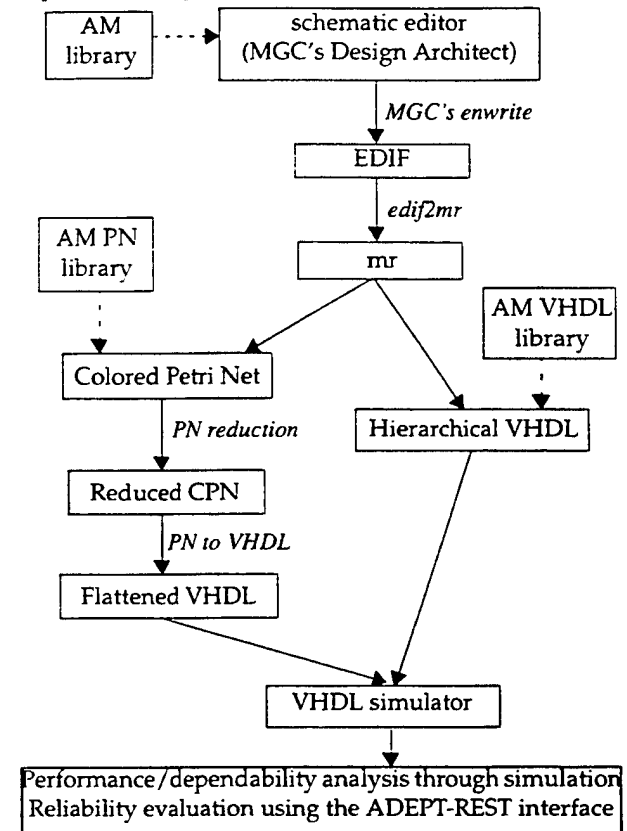 AM
library
schematic editor
(MGC's Design Architect)
MGC's enwrite
EDIF
edif2mr
mr
AM PN
library
AM VHDL
library
Colored Petri Net
PN reduction
Hierarchical VHDL
Reduced CPN
PN to VHDL
Flattened VHDL
VHDL simulator
Performance/dependability analysis through simulation
Reliability evaluation using the ADEPT-REST interface